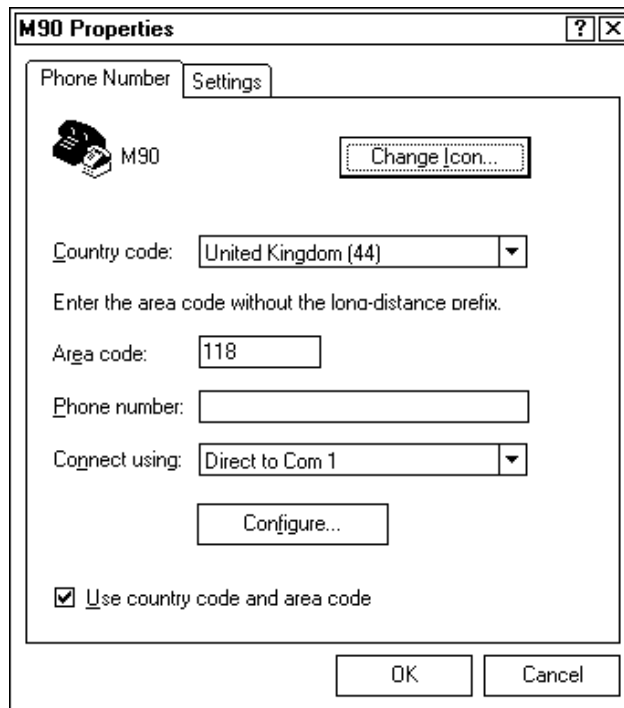 M90 Properties ? X
Phone Number Settings
M90 Change Icon...
Country code: United Kingdom (44)
Enter the area code without the long-distance prefix.
Area code: 118
Phone number:
Connect using: Direct to Com 1
Configure...
Use country code and area code
OK Cancel